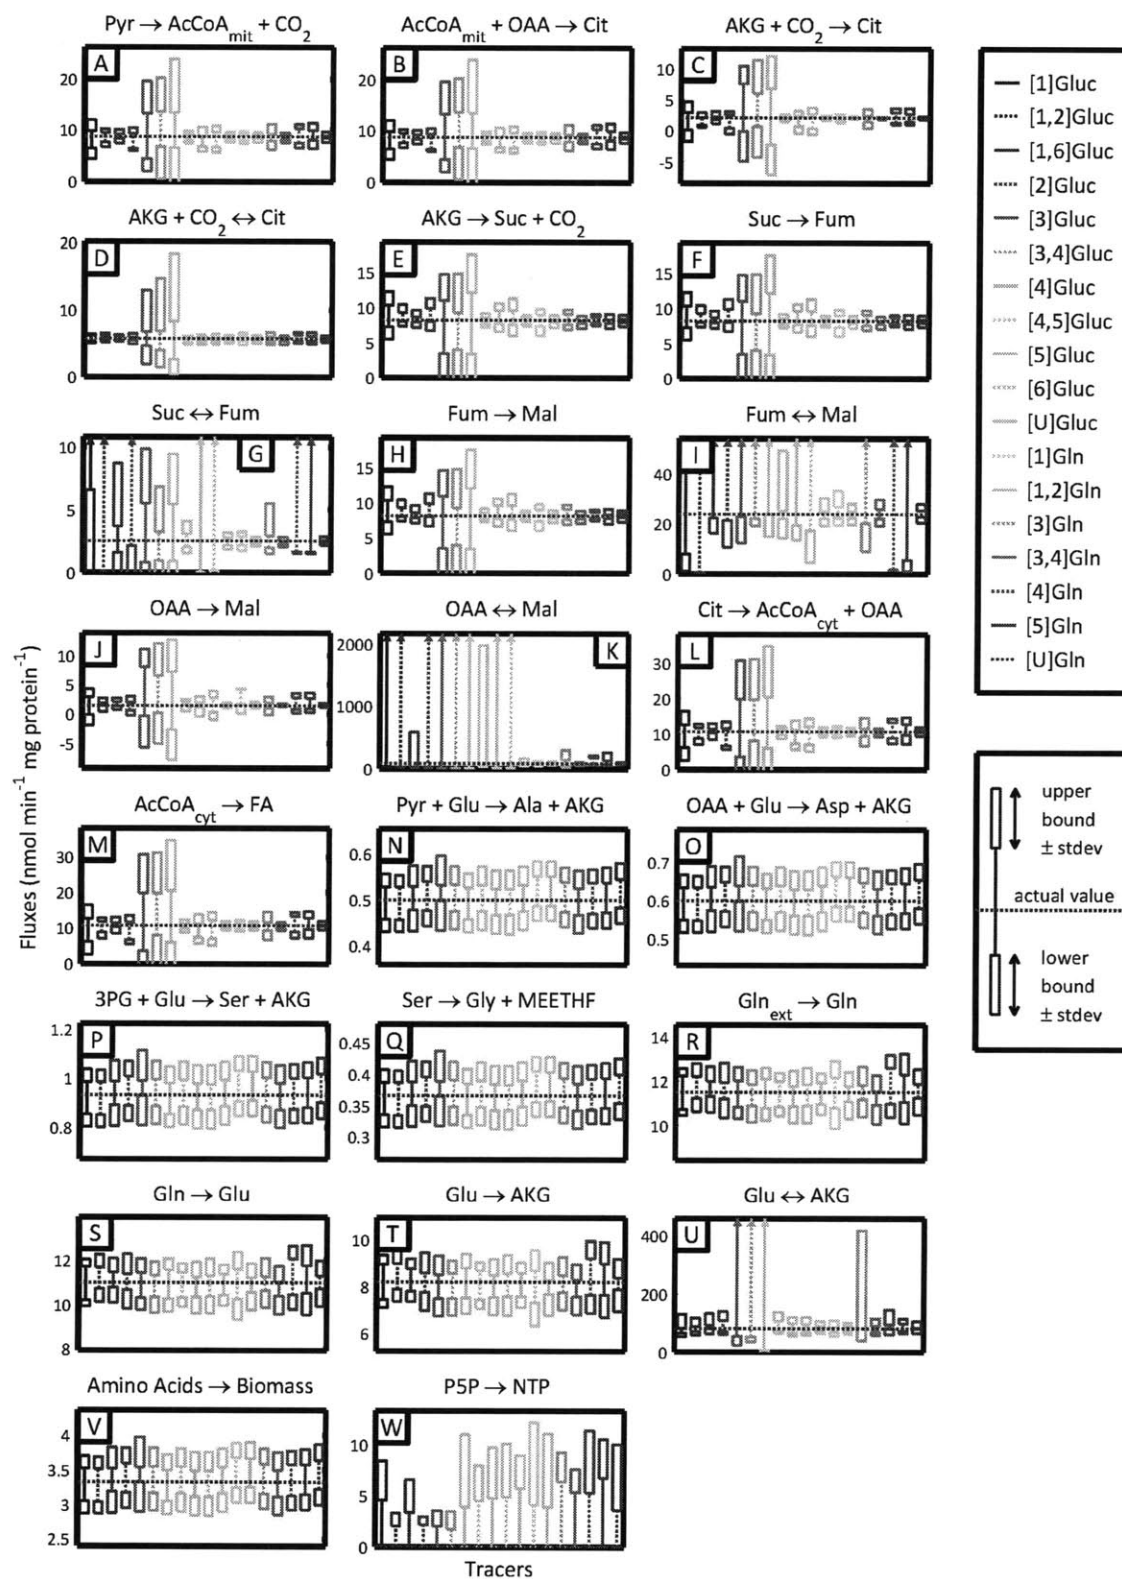 Pyr → AcCoA_mit + CO_2
AcCoA_mit + OAA → Cit
AKG + CO_2 → Cit
A
20
10
0
B
20
10
0
C
10
5
0
-5
AKG + CO_2 ↔ Cit
AKG → Suc + CO_2
Suc → Fum
D
20
10
0
E
15
10
5
0
F
15
10
5
0
Suc ↔ Fum
Fum → Mal
Fum ↔ Mal
G
10
5
0
H
15
10
5
0
I
40
20
0
OAA → Mal
OAA ↔ Mal
Cit → AcCoA_cyt + OAA
J
10
5
0
-5
K
2000
1000
0
L
30
20
10
0
AcCoA_cyt → FA
Pyr + Glu → Ala + AKG
OAA + Glu → Asp + AKG
M
30
20
10
0
N
0.6
0.5
0.4
O
0.7
0.6
0.5
3PG + Glu → Ser + AKG
Ser → Gly + MEETHF
Gln_ext → Gln
P
1.2
1
0.8
Q
0.45
0.4
0.35
0.3
R
14
12
10
Gln → Glu
Glu → AKG
Glu ↔ AKG
S
12
10
8
T
10
8
6
U
400
200
0
Amino Acids → Biomass
P5P → NTP
V
4
3.5
3
2.5
W
10
5
0
Fluxes (nmol min^-1 mg protein^-1)
Tracers
[1]Gluc
[1,2]Gluc
[1,6]Gluc
[2]Gluc
[3]Gluc
[3,4]Gluc
[4]Gluc
[4,5]Gluc
[5]Gluc
[6]Gluc
[U]Gluc
[1]Gln
[1,2]Gln
[3]Gln
[3,4]Gln
[4]Gln
[5]Gln
[U]Gln
upper
bound
± stdev
actual value
lower
bound
± stdev